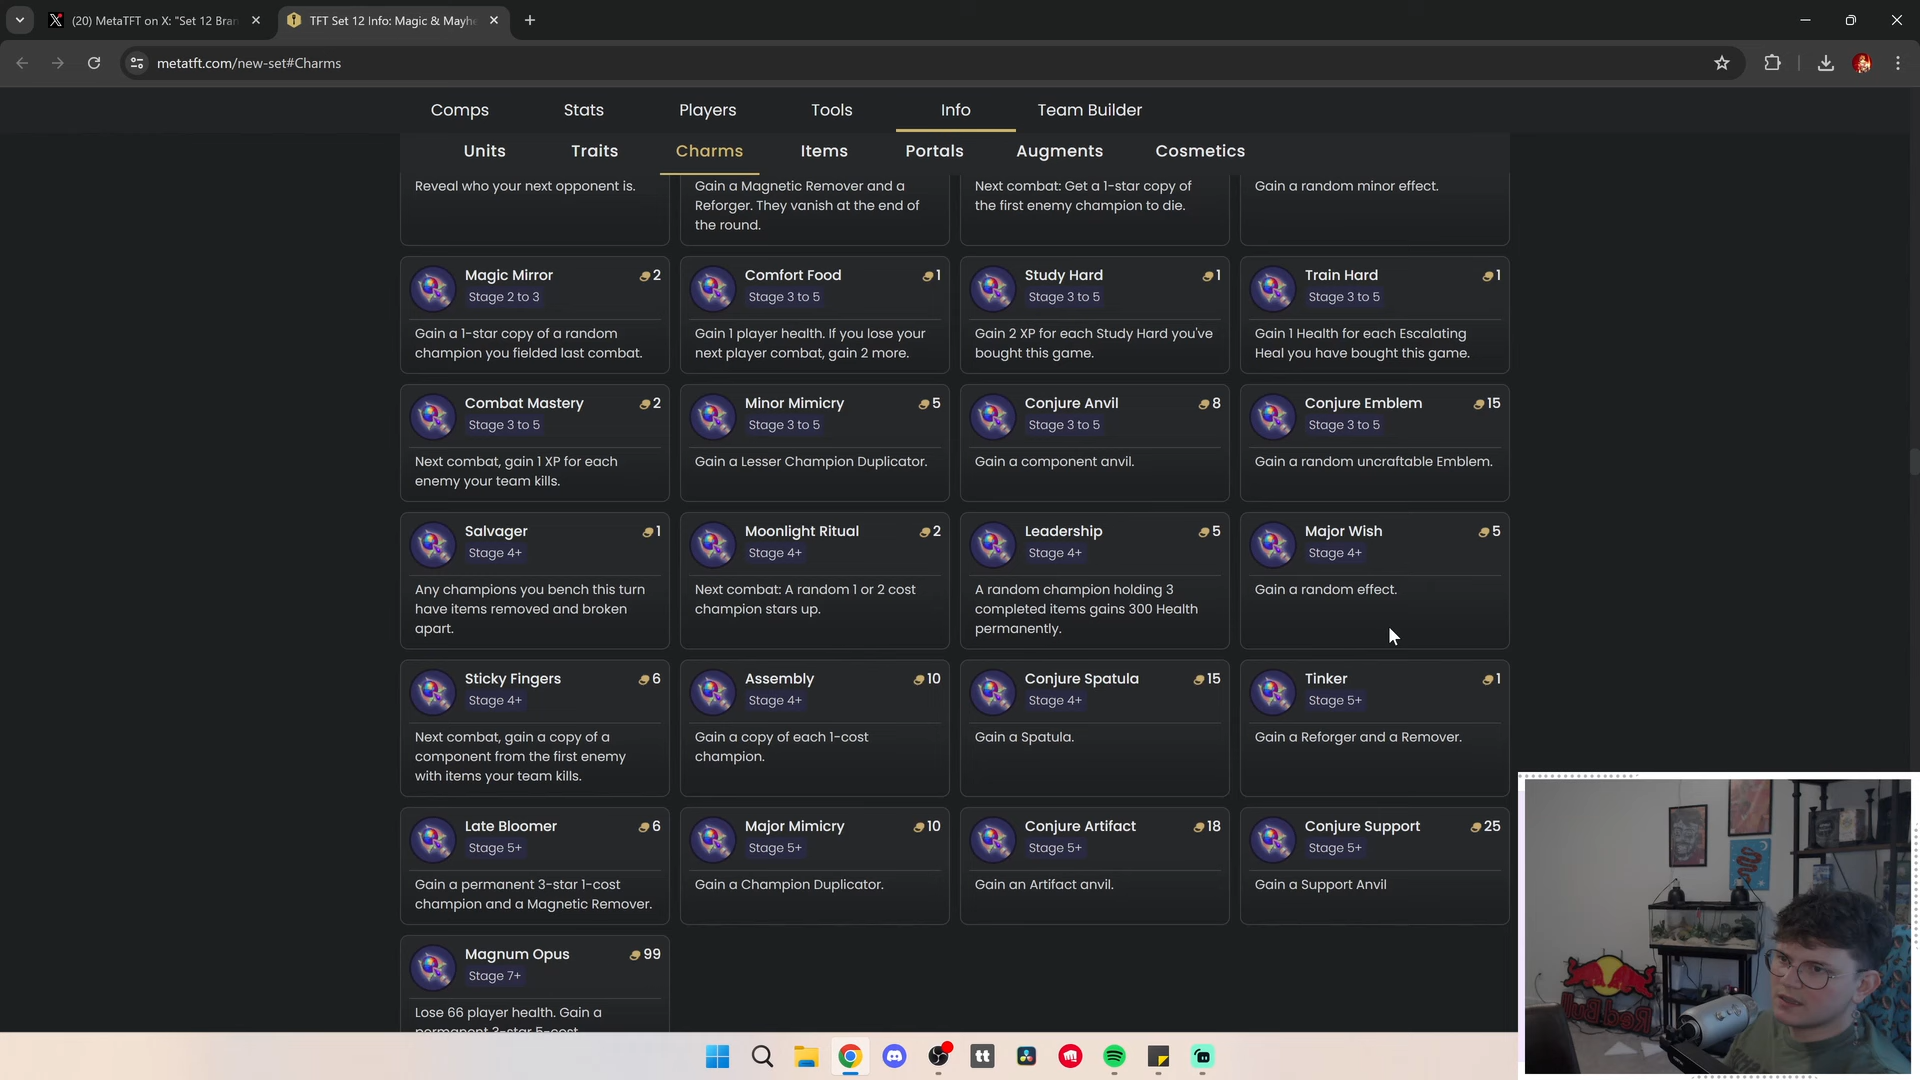 (20) MetaTFT on X: "Set 12 Bran
TFT Set 12 Info: Magic & Mayhe
metatft.com/new-set#Charms
Comps Stats Players Tools Info Team Builder
Units Traits Charms Items Portals Augments Cosmetics
Reveal who your next opponent is.
Gain a Magnetic Remover and a
Reforger. They vanish at the end of
the round.
Next combat: Get a 1-star copy of
the first enemy champion to die.
Gain a random minor effect.
Magic Mirror 2
Stage 2 to 3
Gain a 1-star copy of a random
champion you fielded last combat.
Comfort Food 1
Stage 3 to 5
Gain 1 player health. If you lose your
next player combat, gain 2 more.
Study Hard 1
Stage 3 to 5
Gain 2 XP for each Study Hard you've
bought this game.
Train Hard 1
Stage 3 to 5
Gain 1 Health for each Escalating
Heal you have bought this game.
Combat Mastery 2
Stage 3 to 5
Next combat, gain 1 XP for each
enemy your team kills.
Minor Mimicry 5
Stage 3 to 5
Gain a Lesser Champion Duplicator.
Conjure Anvil 8
Stage 3 to 5
Gain a component anvil.
Conjure Emblem 15
Stage 3 to 5
Gain a random uncraftable Emblem.
Salvager 1
Stage 4+
Any champions you bench this turn
have items removed and broken
apart.
Moonlight Ritual 2
Stage 4+
Next combat: A random 1 or 2 cost
champion stars up.
Leadership 5
Stage 4+
A random champion holding 3
completed items gains 300 Health
permanently.
Major Wish 5
Stage 4+
Gain a random effect.
Sticky Fingers 6
Stage 4+
Next combat, gain a copy of a
component from the first enemy
with items your team kills.
Assembly 10
Stage 4+
Gain a copy of each 1-cost
champion.
Conjure Spatula 15
Stage 4+
Gain a Spatula.
Tinker 1
Stage 5+
Gain a Reforger and a Remover.
Late Bloomer 6
Stage 5+
Gain a permanent 3-star 1-cost
champion and a Magnetic Remover.
Major Mimicry 10
Stage 5+
Gain a Champion Duplicator.
Conjure Artifact 18
Stage 5+
Gain an Artifact anvil.
Conjure Support 25
Stage 5+
Gain a Support Anvil
Magnum Opus 99
Stage 7+
Lose 66 player health. Gain a
permanent 3-star 5-cost
Red Bull
tt